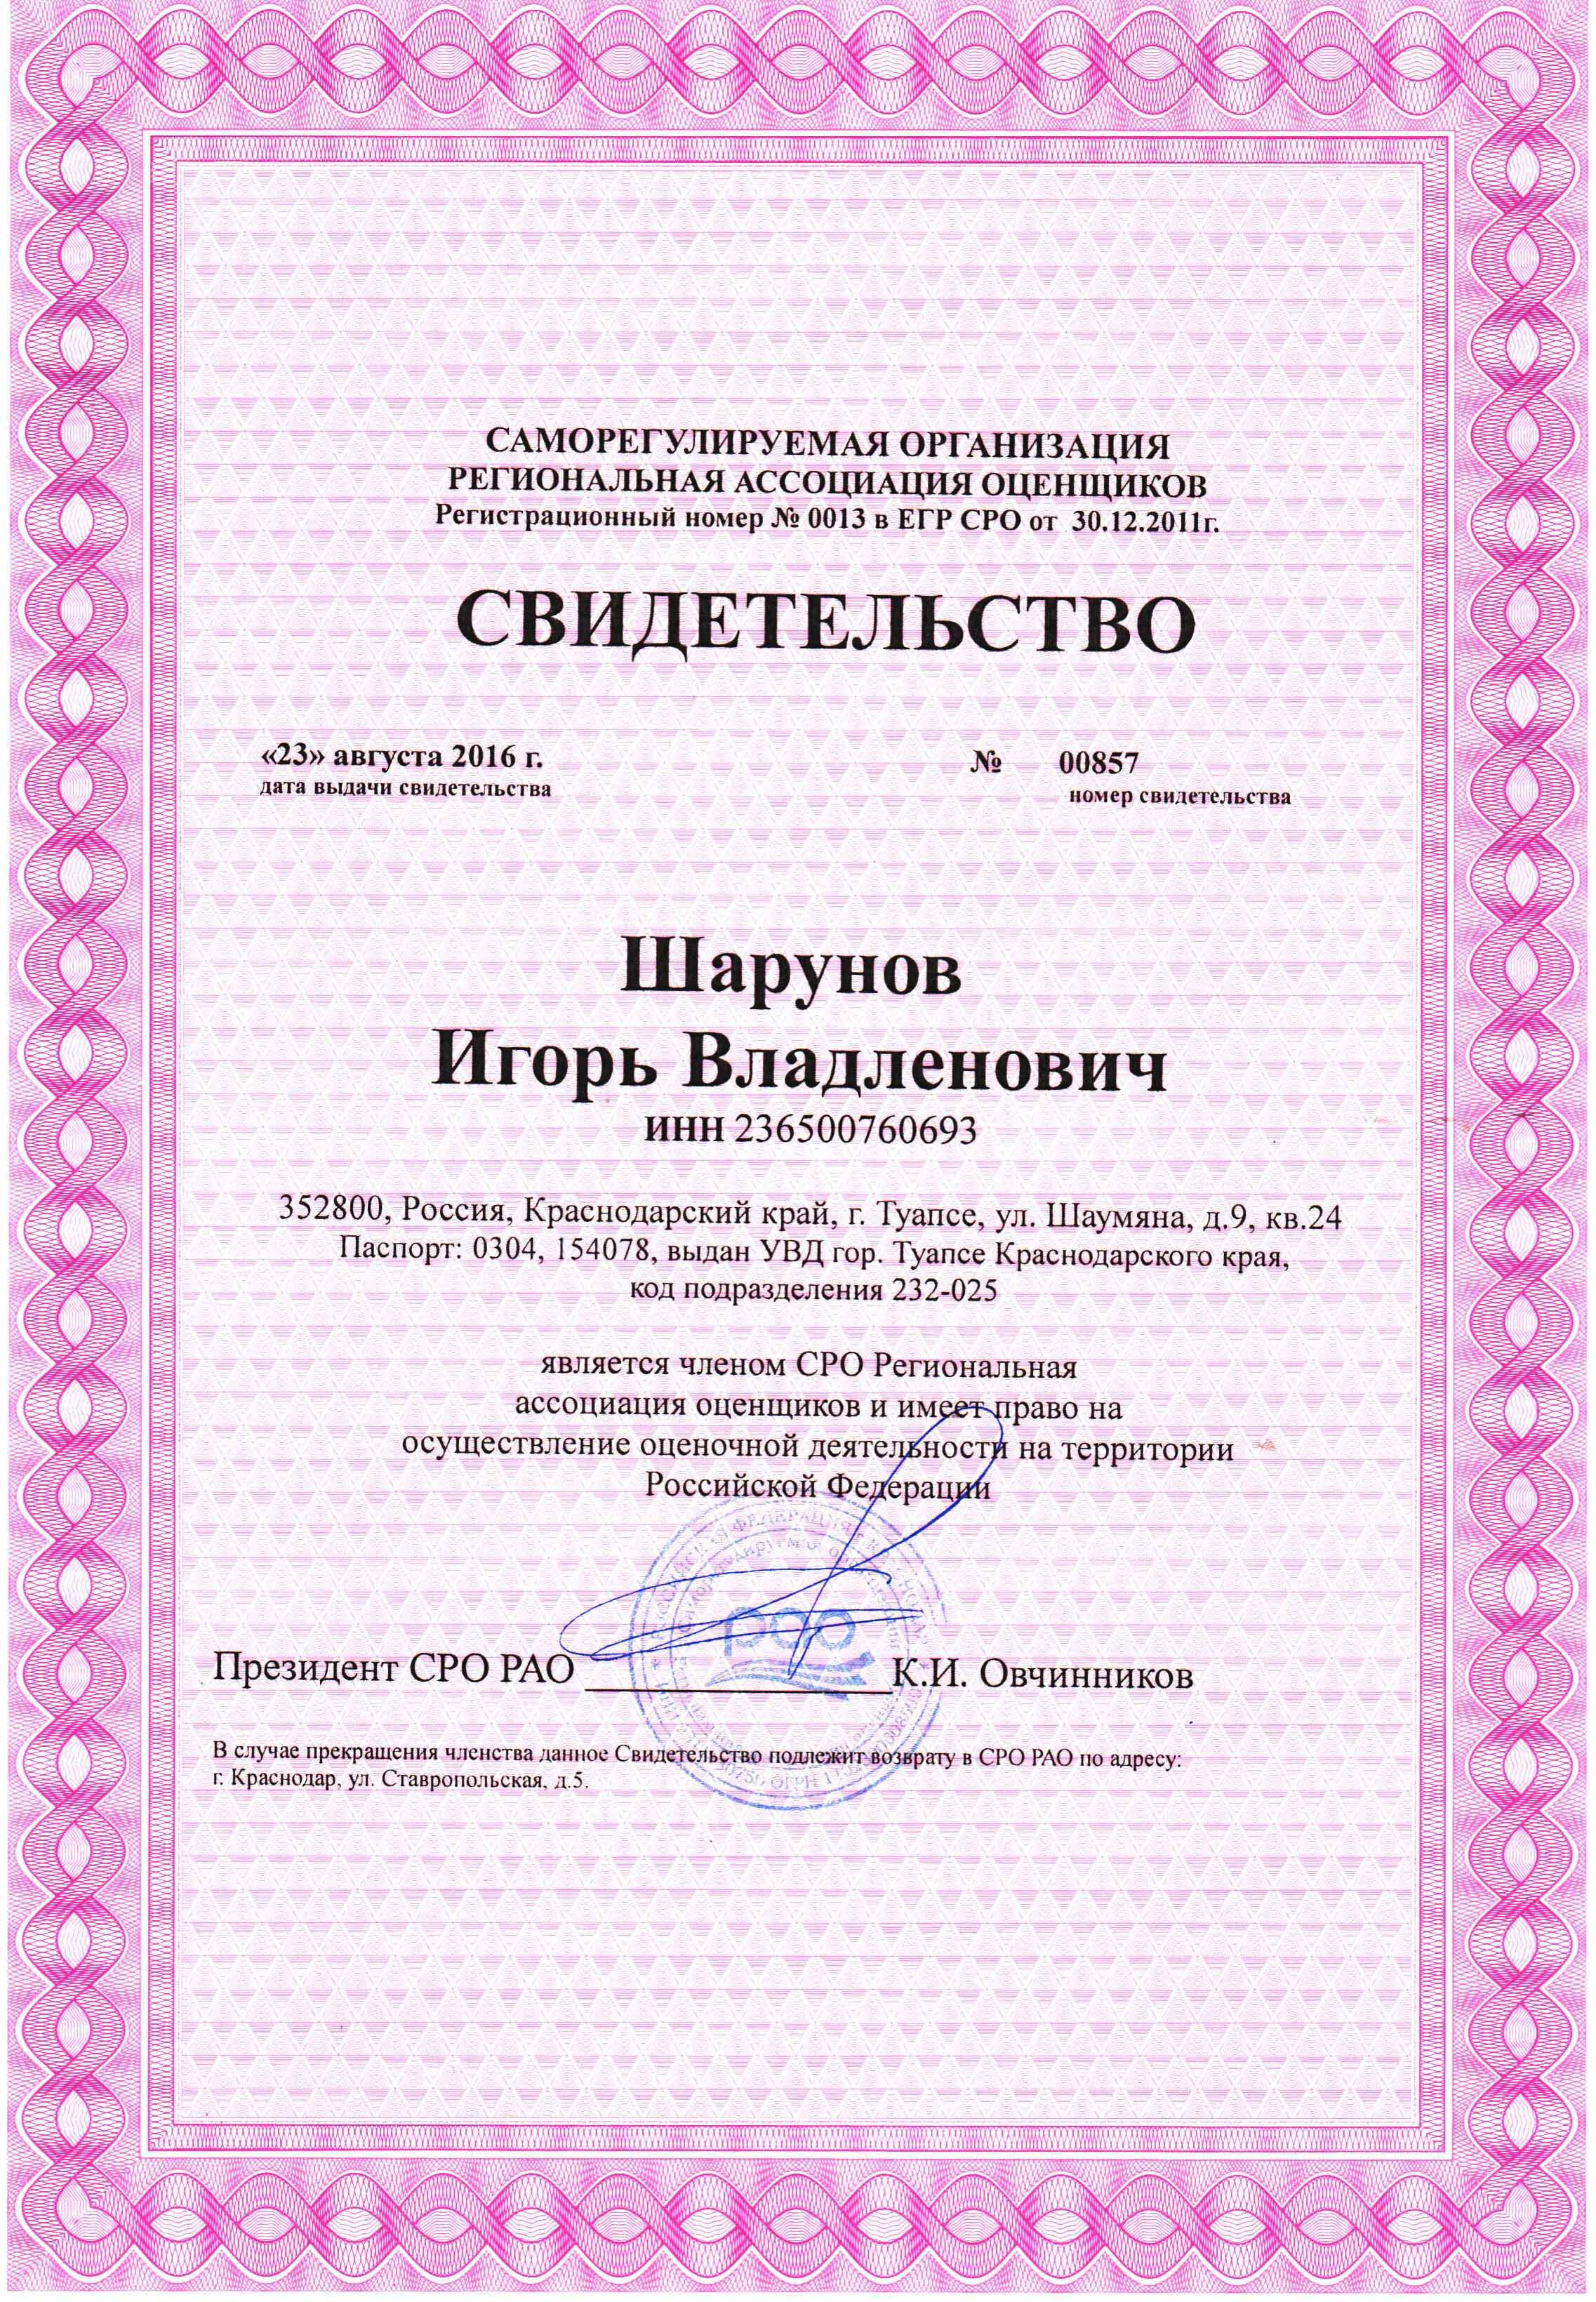 САМОРЕГУЛИРУЕМАЯ ОРГАНИЗАЦИЯ
РЕГИОНАЛЬНАЯ АССОЦИАЦИЯ ОЦЕНЩИКОВ
Регистрационный номер № 0013 в ЕГР СРО от 30.12.2011г.
СВИДЕТЕЛЬСТВО
«23» августа 2016 г. № 00857
дата выдачи свидетельства номер свидетельства
Шарунов
Игорь Владленович
ИНН 236500760693
352800, Россия, Краснодарский край, г. Туапсе, ул. Шаумяна, д.9, кв.24
Паспорт: 0304, 154078, выдан УВД гор. Туапсе Краснодарского края,
код подразделения 232-025
является членом СРО Региональная
ассоциация оценщиков и имеет право на
осуществление оценочной деятельности на территории
Российской Федерации
ФЕДЕРАЦИЯ
рао
Президент СРО РАО ________________К.И. Овчинников
В случае прекращения членства данное Свидетельство подлежит возврату в СРО РАО по адресу:
г. Краснодар, ул. Ставропольская, д.5.
ОГРН